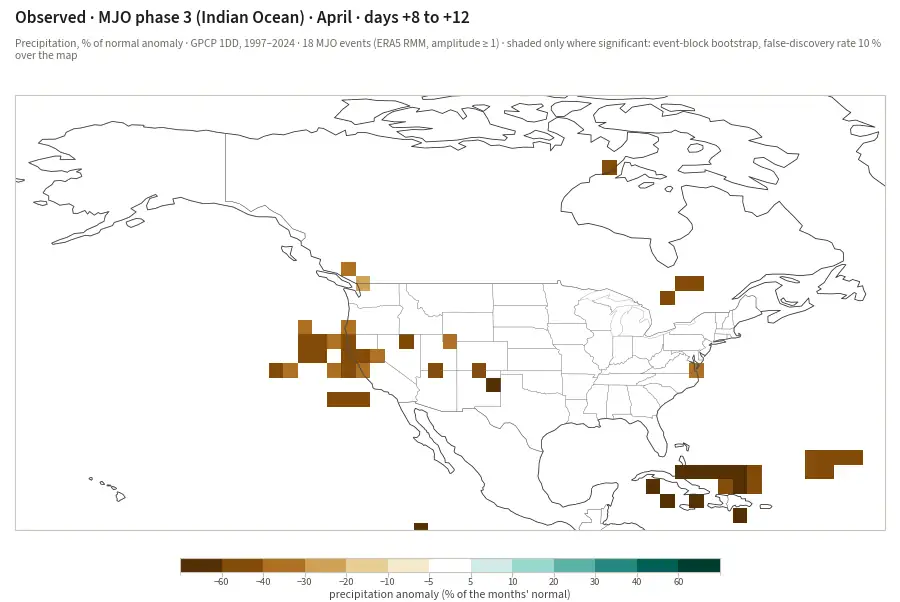 Observed · MJO phase 3 (Indian Ocean) · April · days +8 to +12
Precipitation, % of normal anomaly · GPCP 1DD, 1997–2024 · 18 MJO events (ERA5 RMM, amplitude ≥ 1) · shaded only where significant: event-block bootstrap, false-discovery rate 10 %
over the map
−60 −40 −30 −20 −10 −5 5 10 20 30 40 60
precipitation anomaly (% of the months' normal)